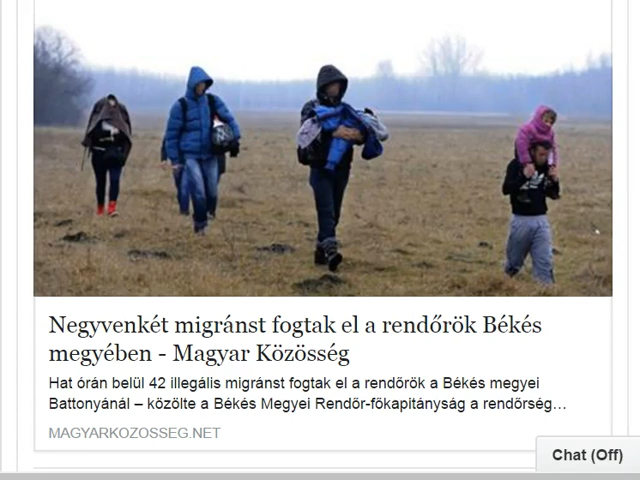 Negyvenkét migránst fogtak el a rendőrök Békés
megyében - Magyar Közösség
Hat órán belül 42 illegális migránst fogtak el a rendőrök a Békés megyei
Battonyánál – közölte a Békés Megyei Rendőr-főkapitányság a rendőrség...
MAGYARKOZOSSEG.NET
Chat (Off)